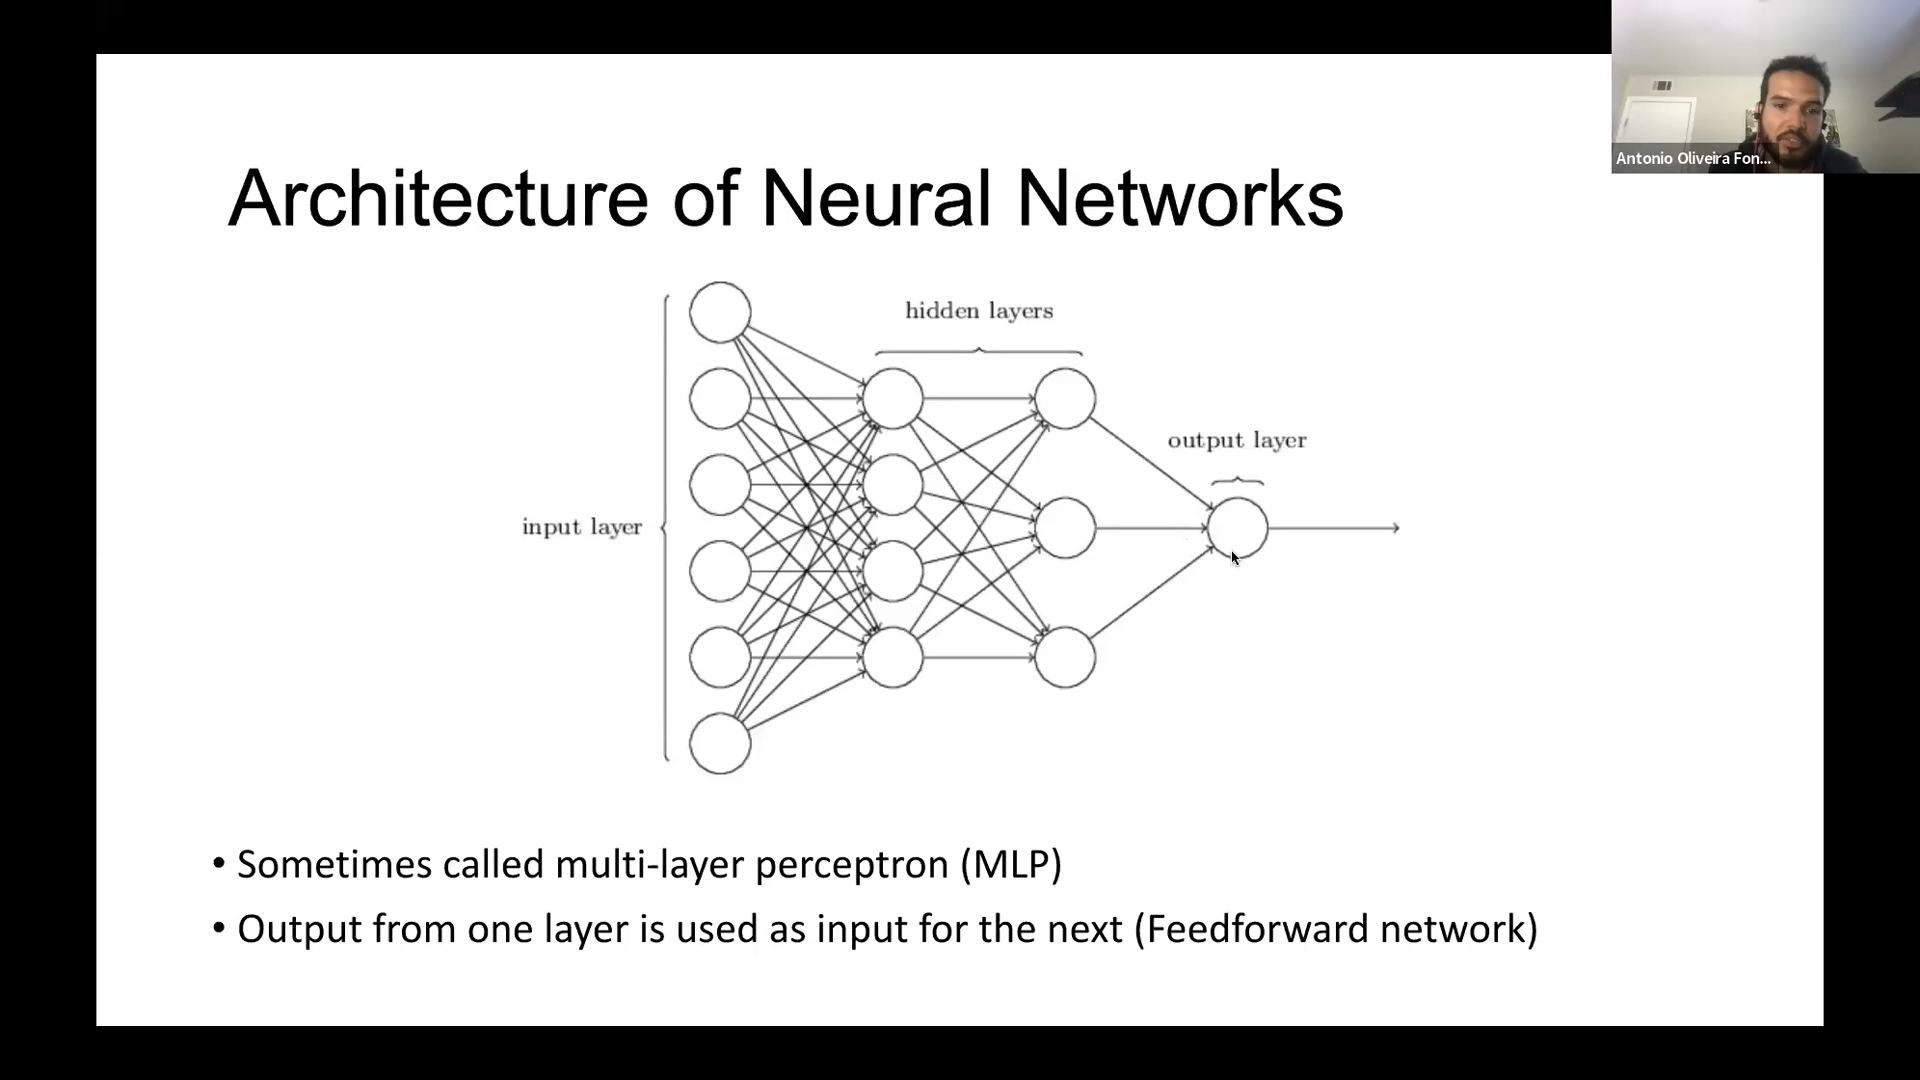 Antonio Oliveira Fon...
Architecture of Neural Networks
hidden layers
output layer
input layer
• Sometimes called multi-layer perceptron (MLP)
• Output from one layer is used as input for the next (Feedforward network)